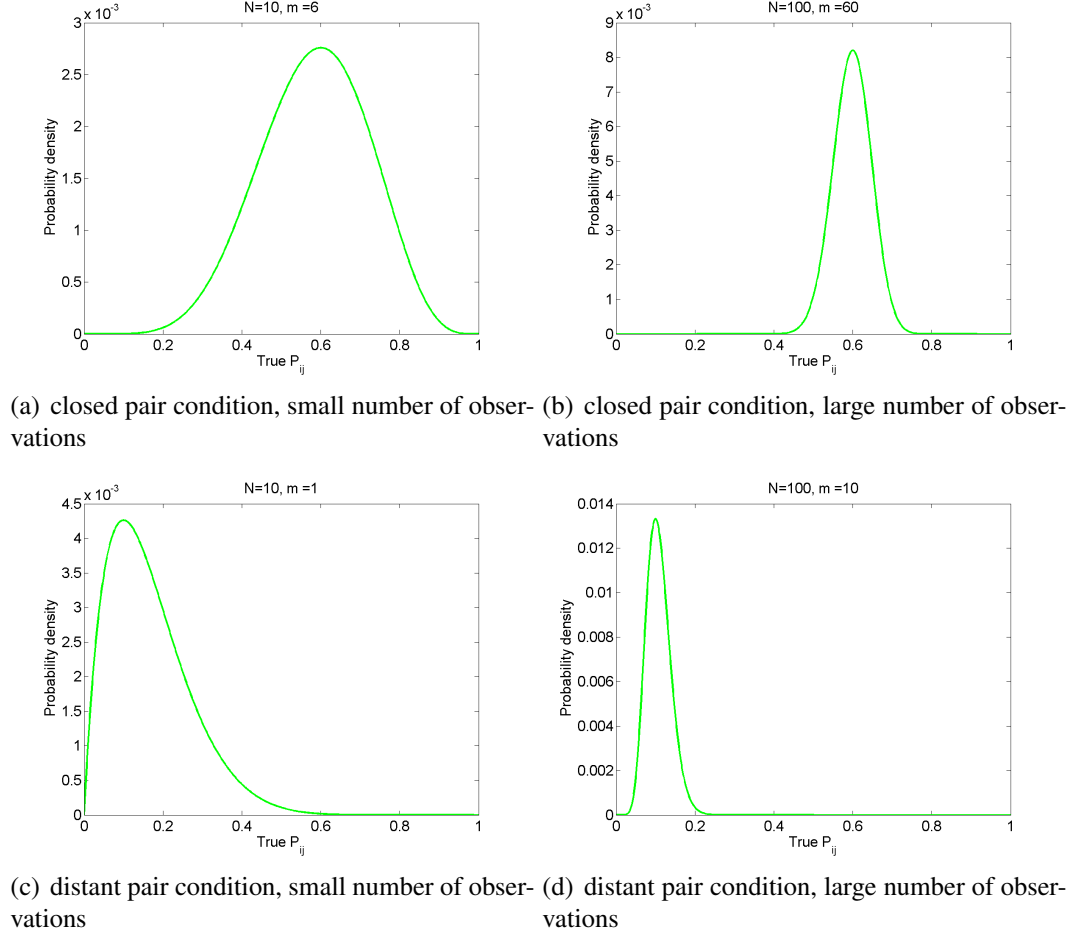 x 10⁻³
N=10, m =6
3
2.5
2
1.5
1
0.5
0
Probability density
0 0.2 0.4 0.6 0.8 1
True P_ij
x 10⁻³
N=100, m =60
9
8
7
6
5
4
3
2
1
0
Probability density
0 0.2 0.4 0.6 0.8 1
True P_ij
(a) closed pair condition, small number of obser-
vations
(b) closed pair condition, large number of obser-
vations
x 10⁻³
N=10, m =1
4.5
4
3.5
3
2.5
2
1.5
1
0.5
0
Probability density
0 0.2 0.4 0.6 0.8 1
True P_ij
N=100, m =10
0.014
0.012
0.01
0.008
0.006
0.004
0.002
0
Probability density
0 0.2 0.4 0.6 0.8 1
True P_ij
(c) distant pair condition, small number of obser-
vations
(d) distant pair condition, large number of obser-
vations